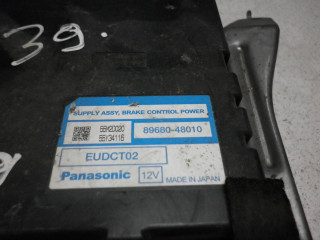 39
SUPPLY ASSY, BRAKE CONTROL POWER
89680-48010
EUDCT02
Panasonic 12V MADE IN JAPAN